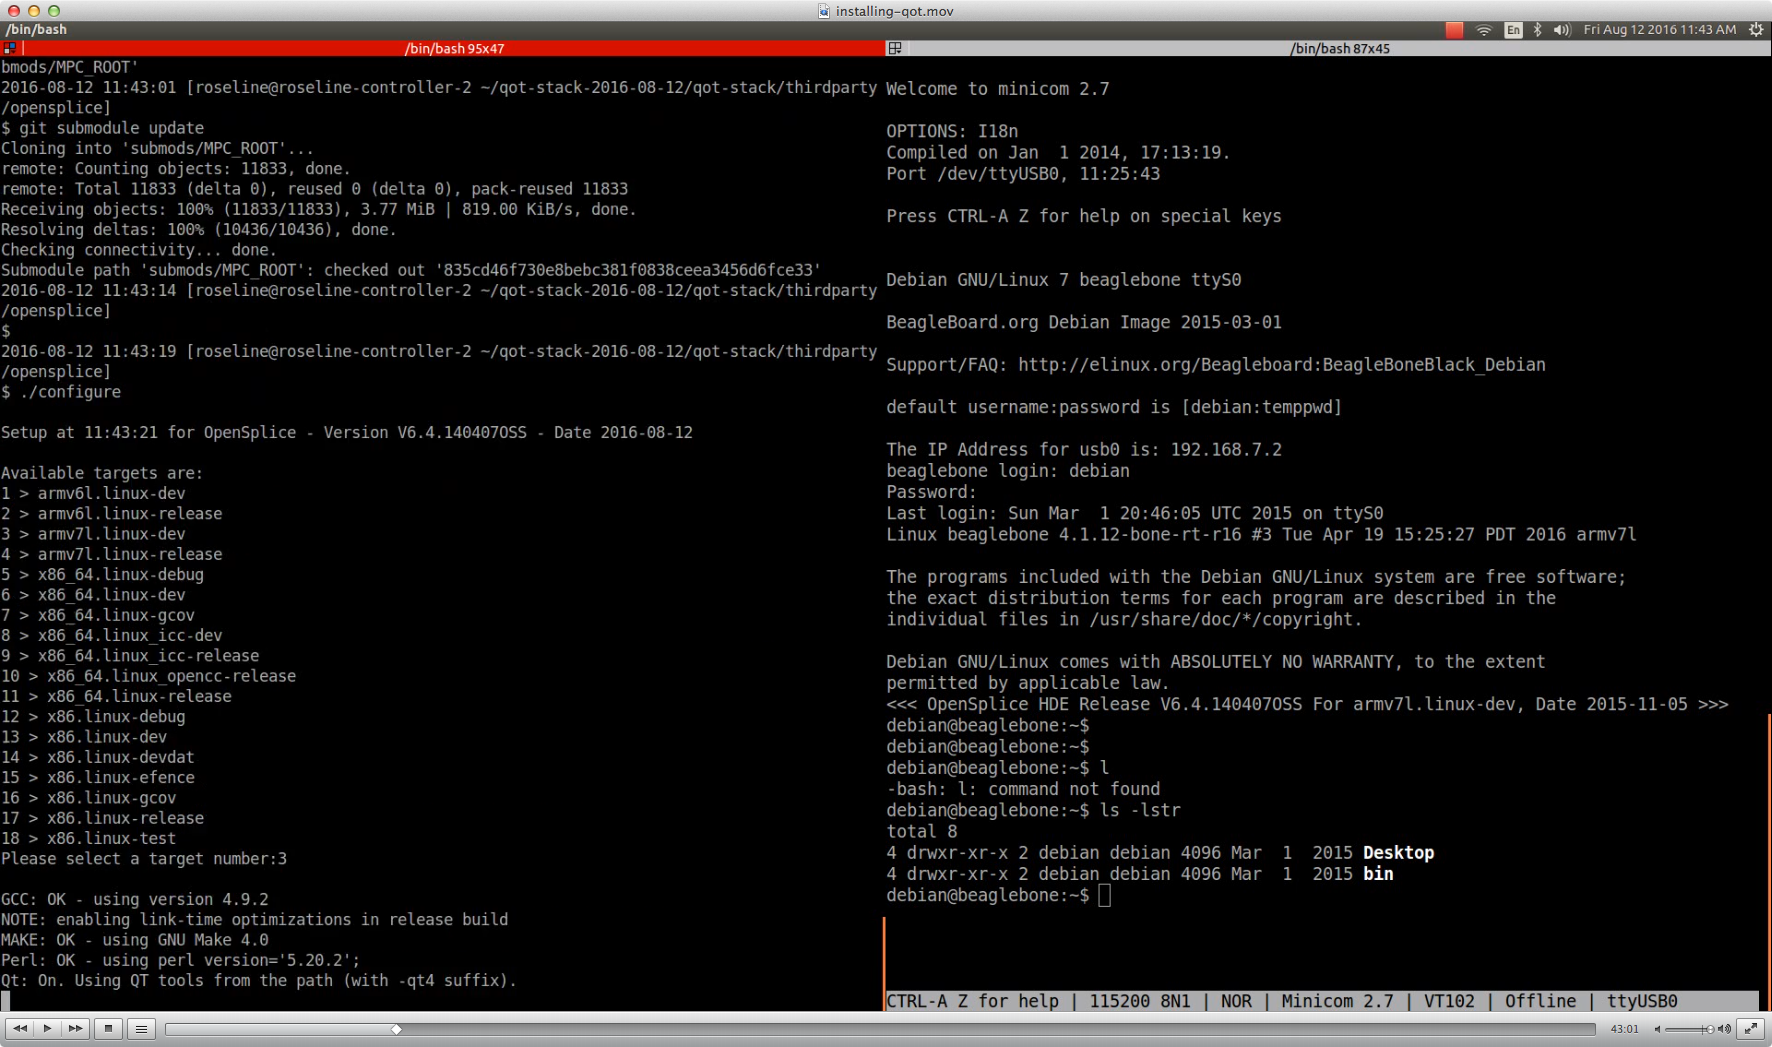 installing-qot.mov
/bin/bash
En
Fri Aug 12 2016 11:43 AM
/bin/bash 95x47
bmods/MPC_ROOT'
2016-08-12 11:43:01 [roseline@roseline-controller-2 ~/qot-stack-2016-08-12/qot-stack/thirdparty
/opensplice]
$ git submodule update
Cloning into 'submods/MPC_ROOT'...
remote: Counting objects: 11833, done.
remote: Total 11833 (delta 0), reused 0 (delta 0), pack-reused 11833
Receiving objects: 100% (11833/11833), 3.77 MiB | 819.00 KiB/s, done.
Resolving deltas: 100% (10436/10436), done.
Checking connectivity... done.
Submodule path 'submods/MPC_ROOT': checked out '835cd46f730e8bebc381f0838ceea3456d6fce33'
2016-08-12 11:43:14 [roseline@roseline-controller-2 ~/qot-stack-2016-08-12/qot-stack/thirdparty
/opensplice]
$
2016-08-12 11:43:19 [roseline@roseline-controller-2 ~/qot-stack-2016-08-12/qot-stack/thirdparty
/opensplice]
$ ./configure
Setup at 11:43:21 for OpenSplice - Version V6.4.140407OSS - Date 2016-08-12
Available targets are:
1 > armv6l.linux-dev
2 > armv6l.linux-release
3 > armv7l.linux-dev
4 > armv7l.linux-release
5 > x86_64.linux-debug
6 > x86_64.linux-dev
7 > x86_64.linux-gcov
8 > x86_64.linux_icc-dev
9 > x86_64.linux_icc-release
10 > x86_64.linux_opencc-release
11 > x86_64.linux-release
12 > x86.linux-debug
13 > x86.linux-dev
14 > x86.linux-devdat
15 > x86.linux-efence
16 > x86.linux-gcov
17 > x86.linux-release
18 > x86.linux-test
Please select a target number:3
GCC: OK - using version 4.9.2
NOTE: enabling link-time optimizations in release build
MAKE: OK - using GNU Make 4.0
Perl: OK - using perl version='5.20.2';
Qt: On. Using QT tools from the path (with -qt4 suffix).
/bin/bash 87x45
Welcome to minicom 2.7
OPTIONS: I18n
Compiled on Jan  1 2014, 17:13:19.
Port /dev/ttyUSB0, 11:25:43
Press CTRL-A Z for help on special keys
Debian GNU/Linux 7 beaglebone ttyS0
BeagleBoard.org Debian Image 2015-03-01
Support/FAQ: http://elinux.org/Beagleboard:BeagleBoneBlack_Debian
default username:password is [debian:temppwd]
The IP Address for usb0 is: 192.168.7.2
beaglebone login: debian
Password:
Last login: Sun Mar  1 20:46:05 UTC 2015 on ttyS0
Linux beaglebone 4.1.12-bone-rt-r16 #3 Tue Apr 19 15:25:27 PDT 2016 armv7l
The programs included with the Debian GNU/Linux system are free software;
the exact distribution terms for each program are described in the
individual files in /usr/share/doc/*/copyright.
Debian GNU/Linux comes with ABSOLUTELY NO WARRANTY, to the extent
permitted by applicable law.
<<< OpenSplice HDE Release V6.4.140407OSS For armv7l.linux-dev, Date 2015-11-05 >>>
debian@beaglebone:~$
debian@beaglebone:~$
debian@beaglebone:~$ l
-bash: l: command not found
debian@beaglebone:~$ ls -lstr
total 8
4 drwxr-xr-x 2 debian debian 4096 Mar  1  2015 Desktop
4 drwxr-xr-x 2 debian debian 4096 Mar  1  2015 bin
debian@beaglebone:~$
CTRL-A Z for help | 115200 8N1 | NOR | Minicom 2.7 | VT102 | Offline | ttyUSB0
43:01